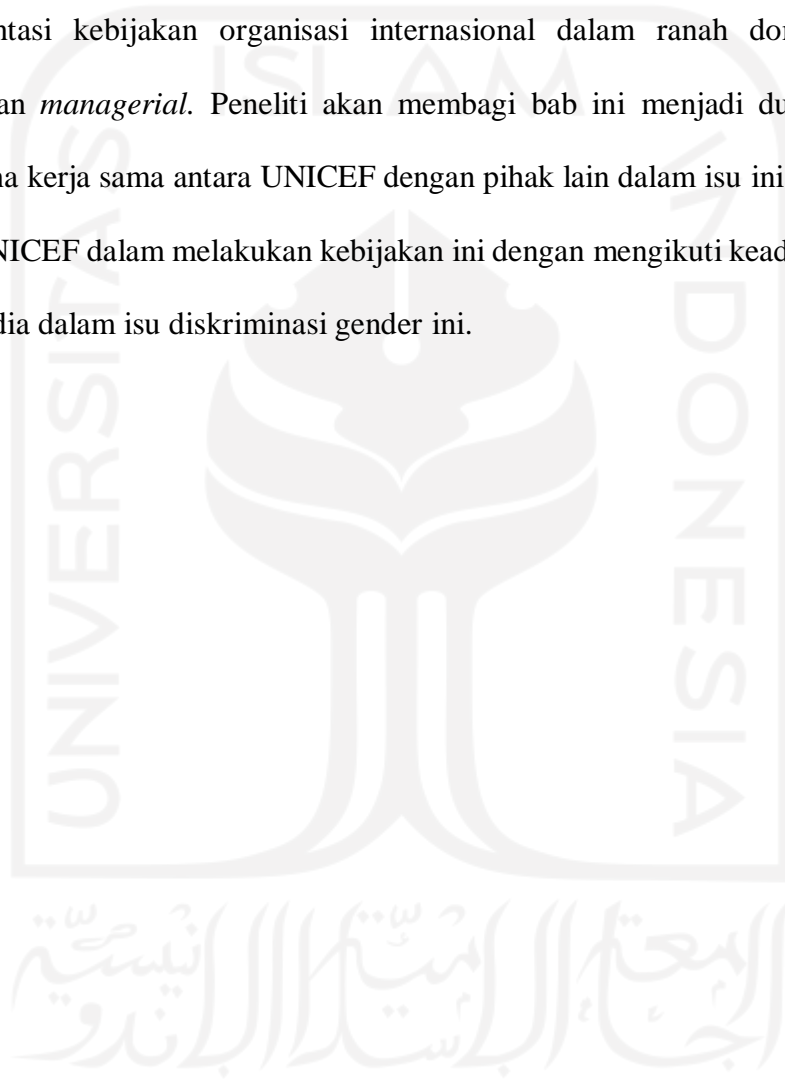 ntasi kebijakan organisasi internasional dalam ranah dor
an managerial. Peneliti akan membagi bab ini menjadi du
na kerja sama antara UNICEF dengan pihak lain dalam isu ini
NICEF dalam melakukan kebijakan ini dengan mengikuti kead
dia dalam isu diskriminasi gender ini.
ISLAM
UNIVERSITAS
INDONESIA